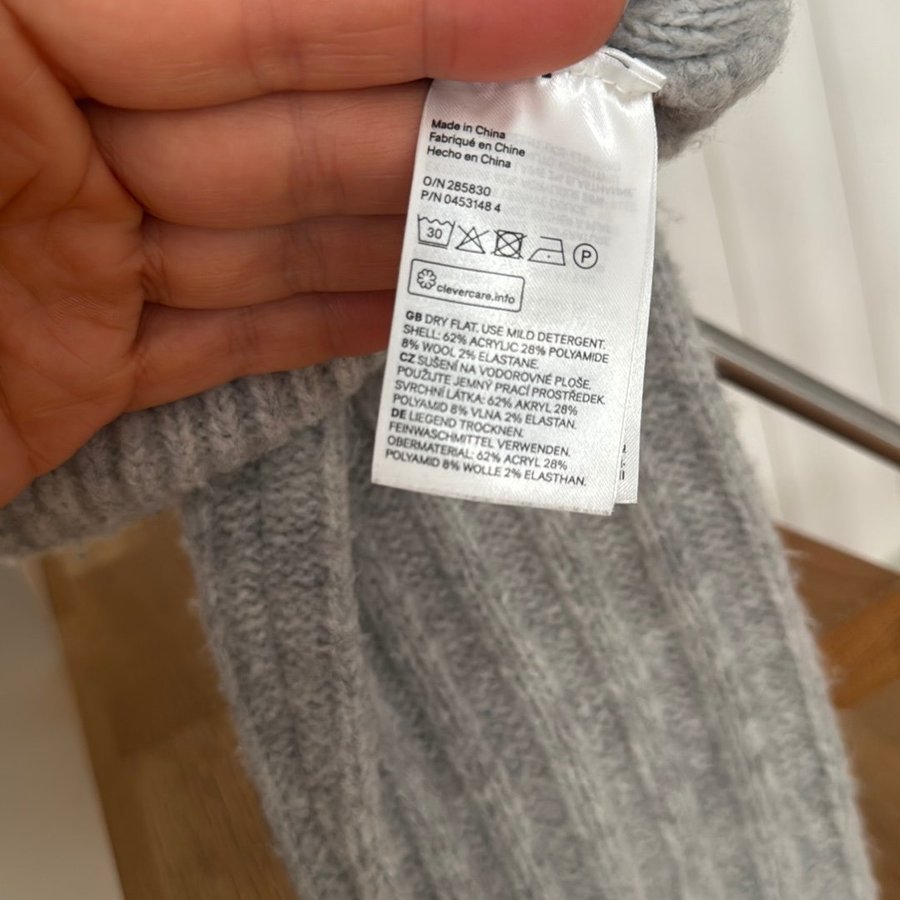 Made in China
Fabriqué en Chine
Hecho en China
O/N 285830
P/N 0453148 4
30
P
clevercare.info
GB DRY FLAT. USE MILD DETERGENT.
SHELL: 62% ACRYLIC 28% POLYAMIDE
8% WOOL 2% ELASTANE.
CZ SUŠENÍ NA VODOROVNÉ PLOŠE.
POUŽIJTE JEMNÝ PRACÍ PROSTŘEDEK.
SVRCHNÍ LÁTKA: 62% AKRYL 28%
POLYAMID 8% VLNA 2% ELASTAN.
DE LIEGEND TROCKNEN.
FEINWASCHMITTEL VERWENDEN.
OBERMATERIAL: 62% ACRYL 28%
POLYAMID 8% WOLLE 2% ELASTHAN.